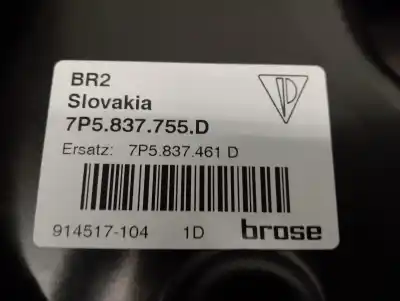 BR2
Slovakia
7P5.837.755.D
Ersatz: 7P5.837.461 D
914517-104 1D brose